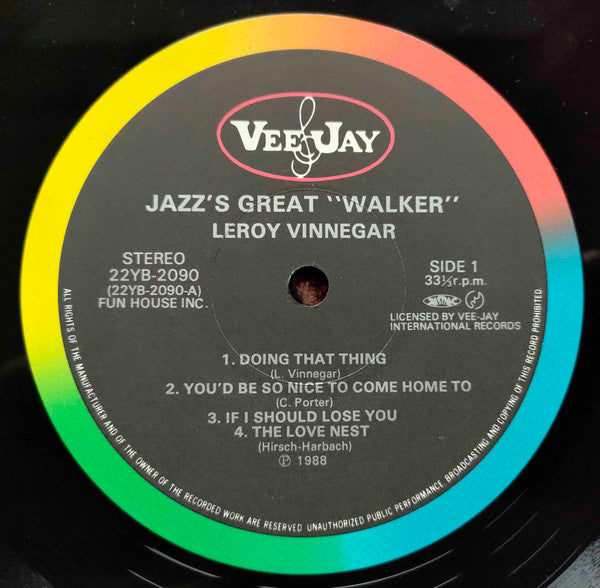 VEE JAY
JAZZ'S GREAT "WALKER"
LEROY VINNEGAR
STEREO
22YB-2090
(22YB-2090-A)
FUN HOUSE INC.
SIDE 1
33⅓r.p.m.
LICENSED BY VEE-JAY
INTERNATIONAL RECORDS
1. DOING THAT THING
(L. Vinnegar)
2. YOU'D BE SO NICE TO COME HOME TO
(C. Porter)
3. IF I SHOULD LOSE YOU
4. THE LOVE NEST
(Hirsch-Harbach)
℗ 1988
ALL RIGHTS OF THE MANUFACTURER AND OF THE OWNER OF THE RECORDED WORK ARE RESERVED. UNAUTHORIZED PUBLIC PERFORMANCE, BROADCASTING AND COPYING OF THIS RECORD PROHIBITED.